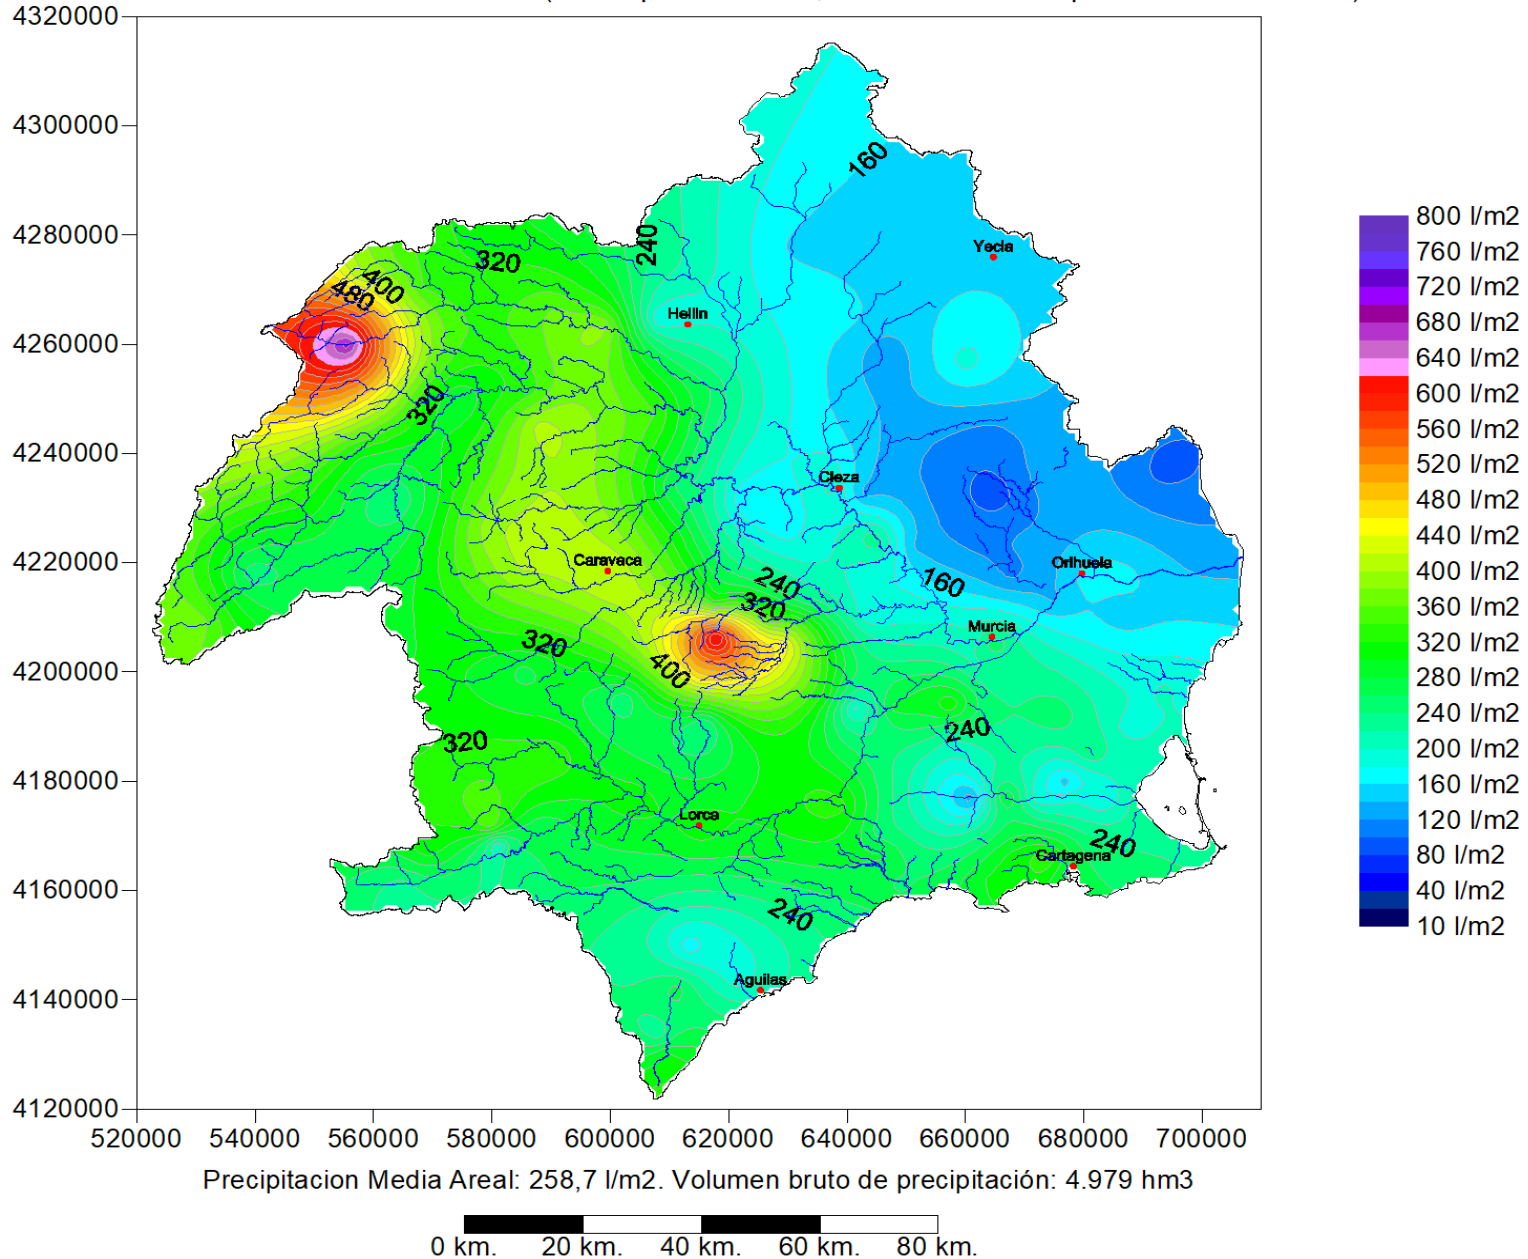 4320000
4300000
160
4280000
240
Yecla
320
400
480
Hellin
4260000
320
4240000
Cieza
4220000
Caravaca
Orihuela
240
160
320
Murcia
320
4200000
400
240
320
4180000
Lorca
240
Cartagena
4160000
240
Aguilas
4140000
4120000
520000 540000 560000 580000 600000 620000 640000 660000 680000 700000
800 l/m2
760 l/m2
720 l/m2
680 l/m2
640 l/m2
600 l/m2
560 l/m2
520 l/m2
480 l/m2
440 l/m2
400 l/m2
360 l/m2
320 l/m2
280 l/m2
240 l/m2
200 l/m2
160 l/m2
120 l/m2
80 l/m2
40 l/m2
10 l/m2
Precipitacion Media Areal: 258,7 l/m2. Volumen bruto de precipitación: 4.979 hm3
0 km. 20 km. 40 km. 60 km. 80 km.